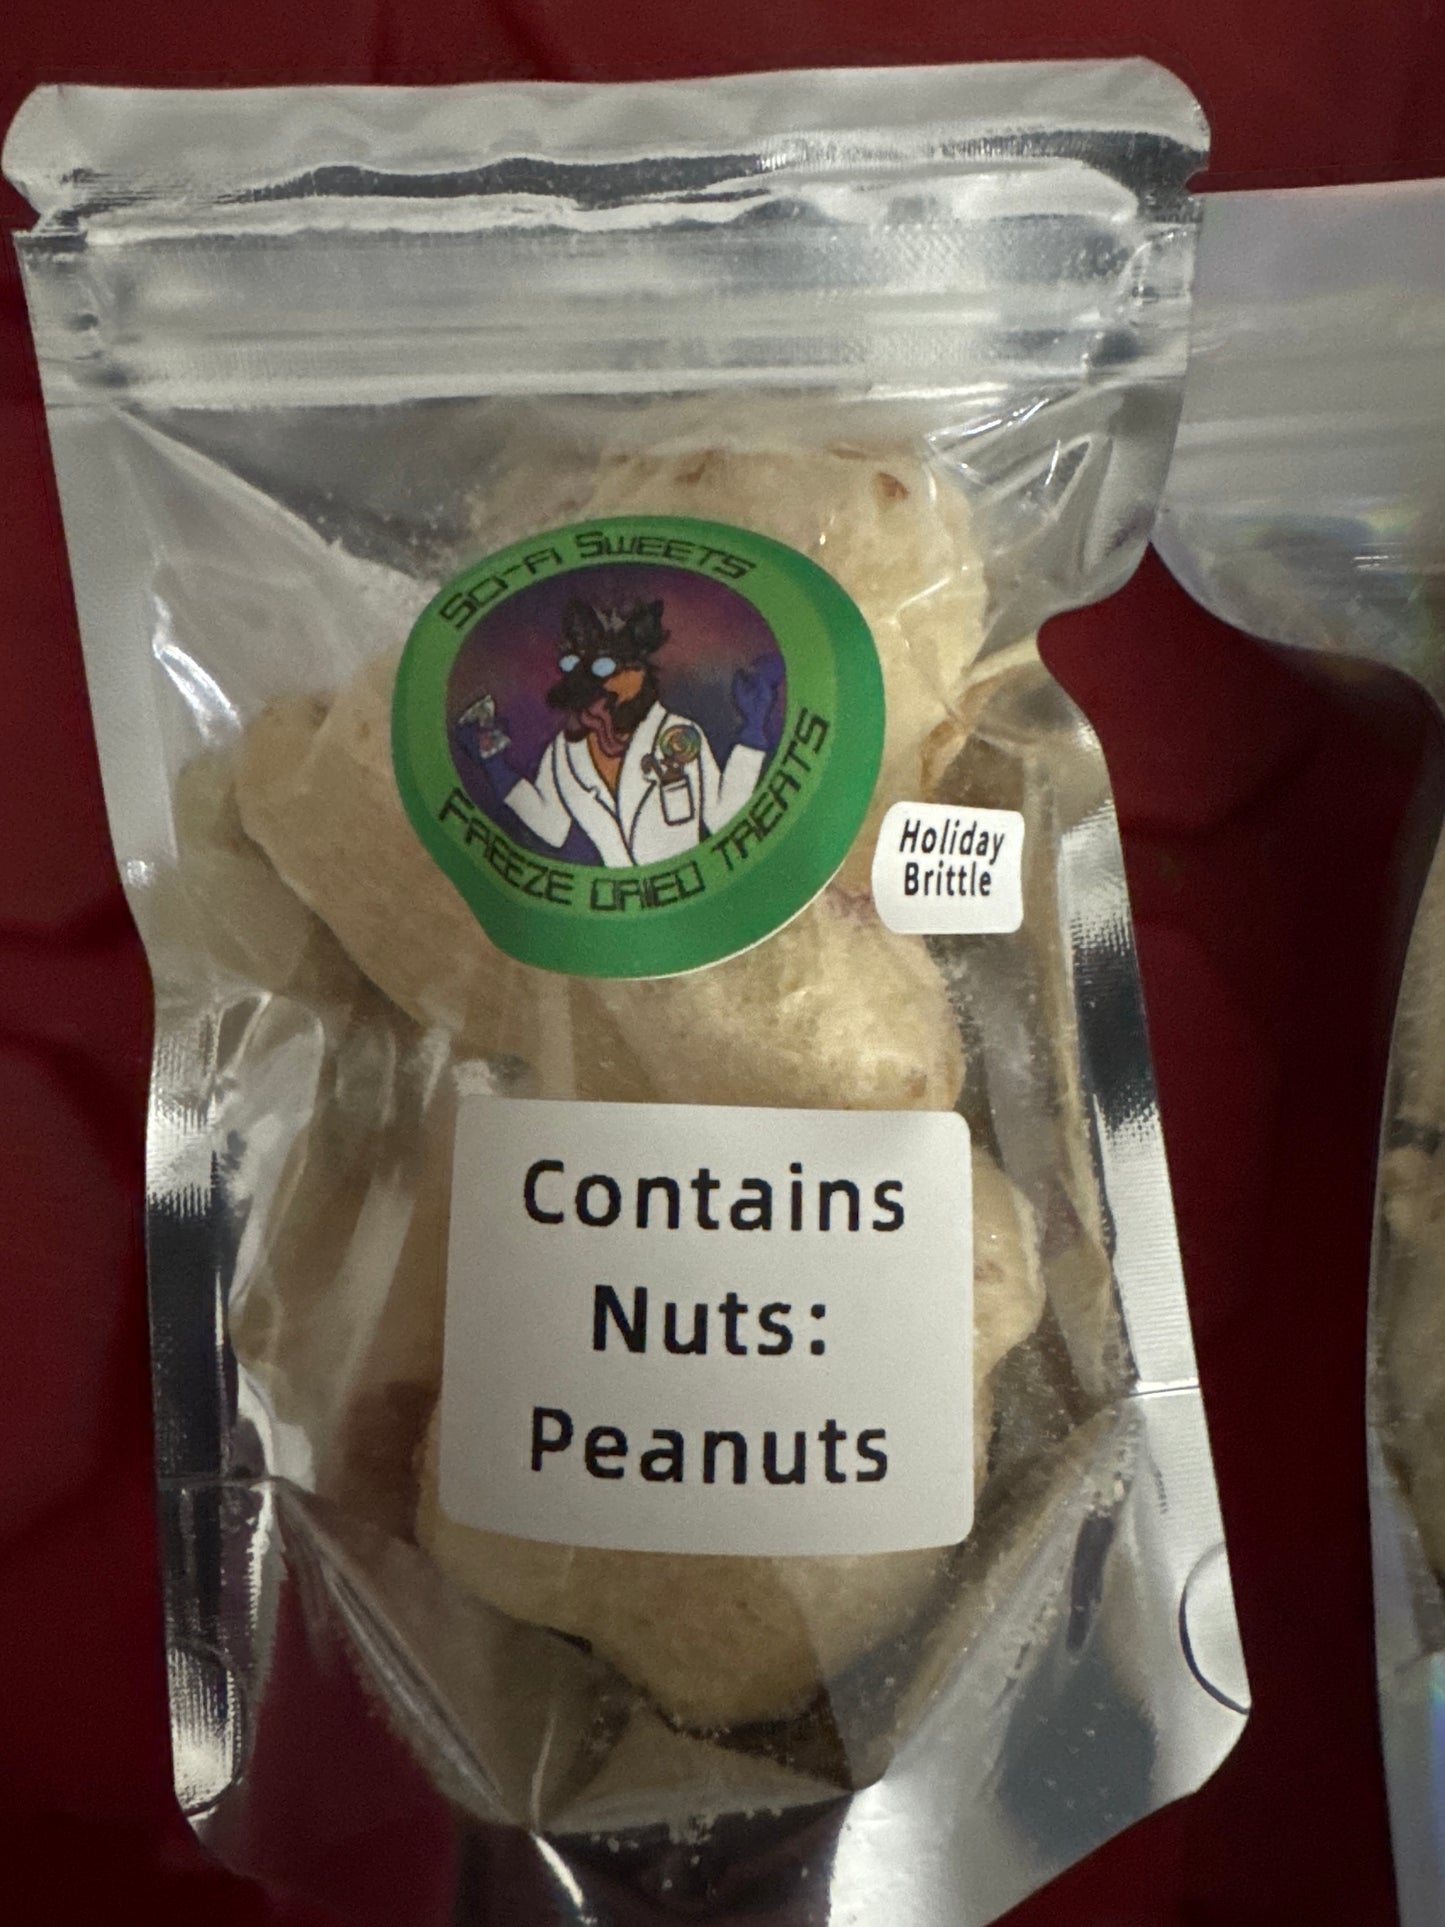 Sci-Fi Sweets
Freeze Dried Treats
Holiday
Brittle
Contains
Nuts:
Peanuts